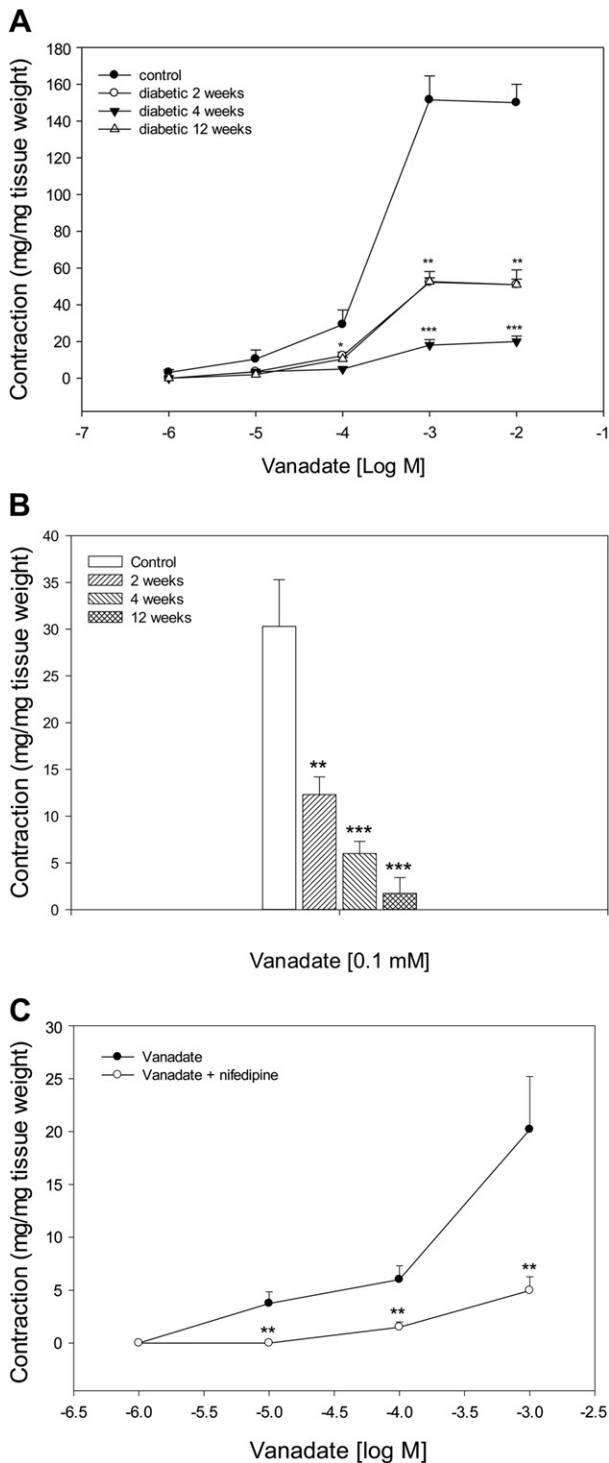 A
Contraction (mg/mg tissue weight)
180
160
140
120
100
80
60
40
20
0
control
diabetic 2 weeks
diabetic 4 weeks
diabetic 12 weeks
*
**
**
***
***
-7
-6
-5
-4
-3
-2
-1
Vanadate [Log M]
B
Contraction (mg/mg tissue weight)
40
35
30
25
20
15
10
5
0
Control
2 weeks
4 weeks
12 weeks
**
***
***
Vanadate [0.1 mM]
C
Contraction (mg/mg tissue weight)
30
25
20
15
10
5
0
Vanadate
Vanadate + nifedipine
**
**
**
-6.5
-6.0
-5.5
-5.0
-4.5
-4.0
-3.5
-3.0
-2.5
Vanadate [log M]